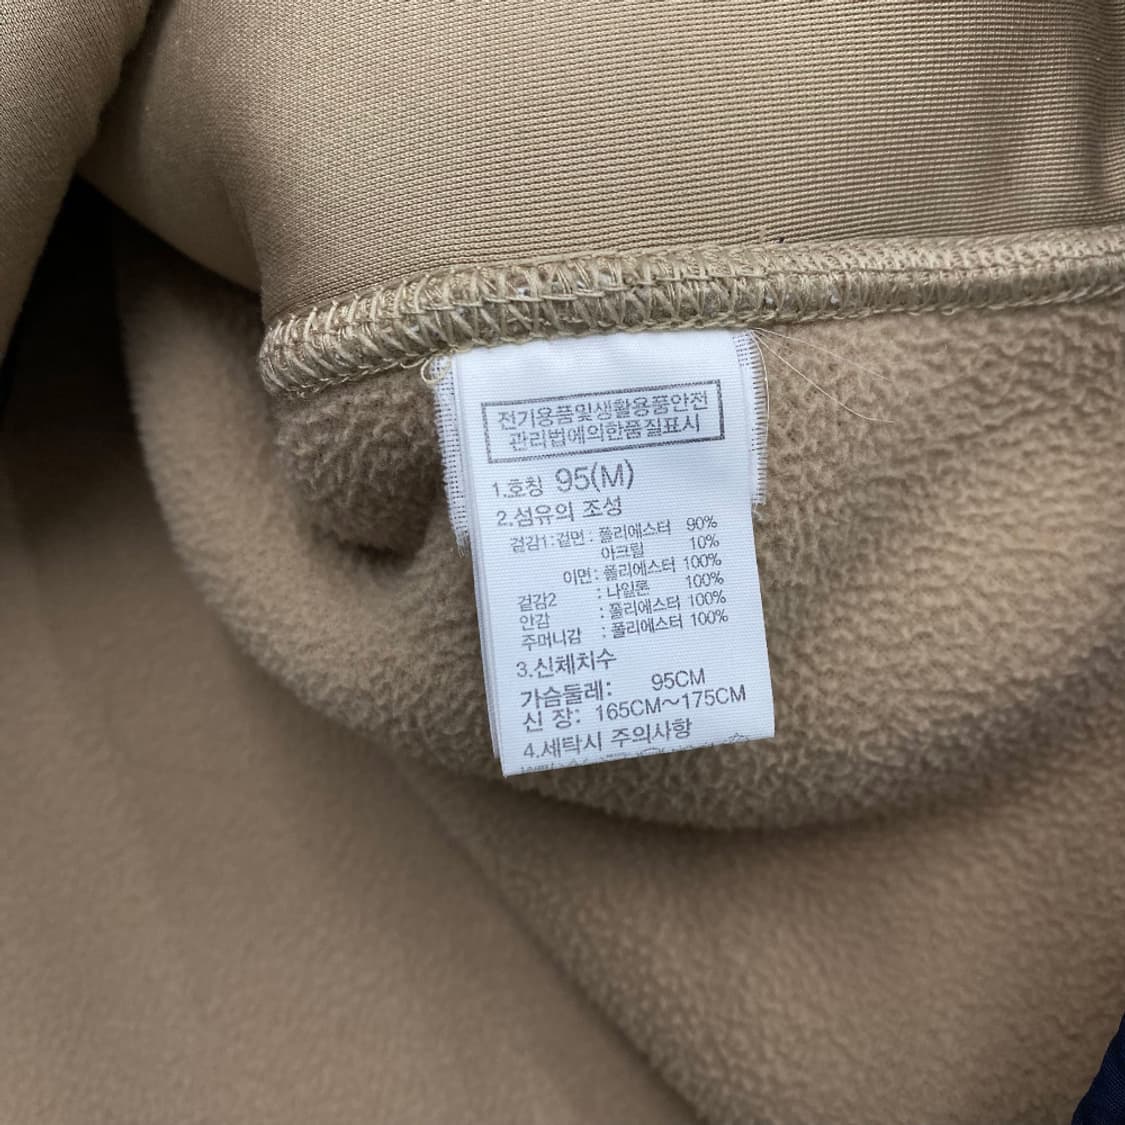 전기용품및생활용품안전
관리법에의한품질표시
1.호칭 95(M)
2.섬유의 조성
겉감1:겉면: 폴리에스터 90%
아크릴 10%
이면: 폴리에스터 100%
겉감2 : 나일론 100%
안감 : 폴리에스터 100%
주머니감 : 폴리에스터 100%
3.신체치수
가슴둘레: 95CM
신 장: 165CM~175CM
4.세탁시 주의사항